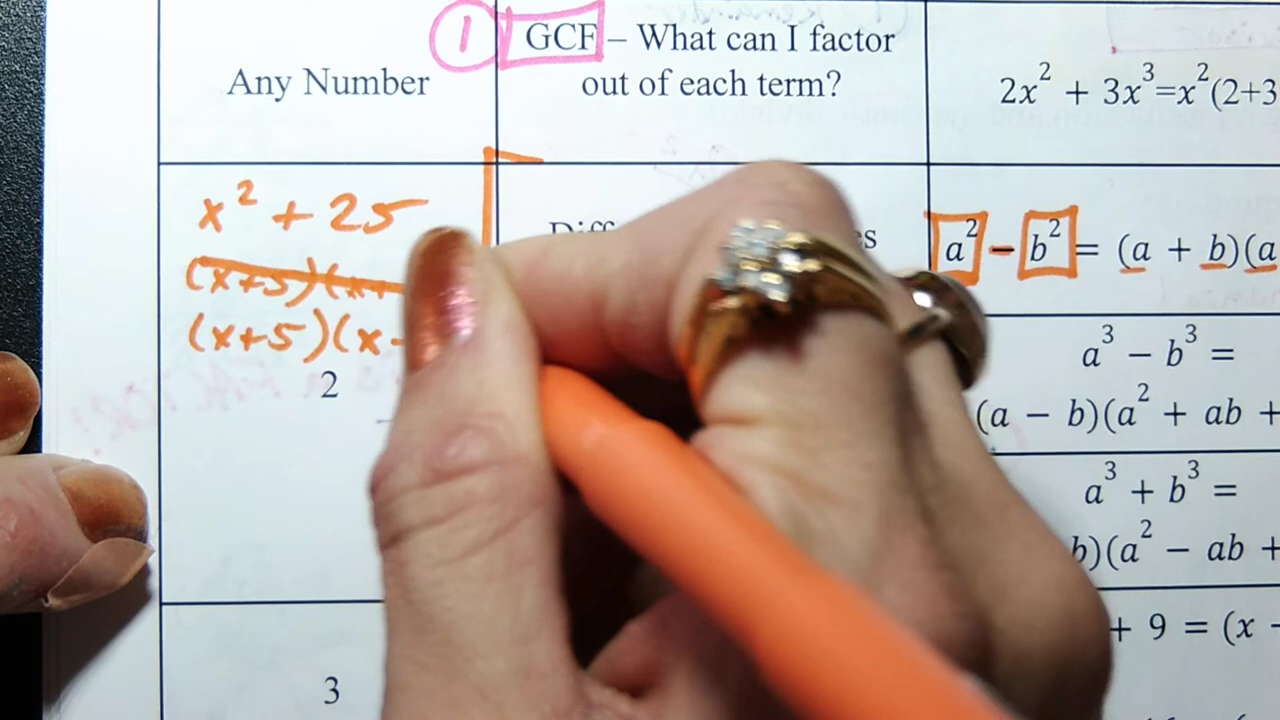 Any Number
1 GCF – What can I factor
out of each term?
2x² + 3x³=x²(2+3
x² + 25
(x+5)(x+
(x+5)(x-
2
a² – b² = (a + b)(a
a³ − b³ =
(a − b)(a² + ab +
a³ + b³ =
b)(a² − ab +
+ 9 = (x −
3